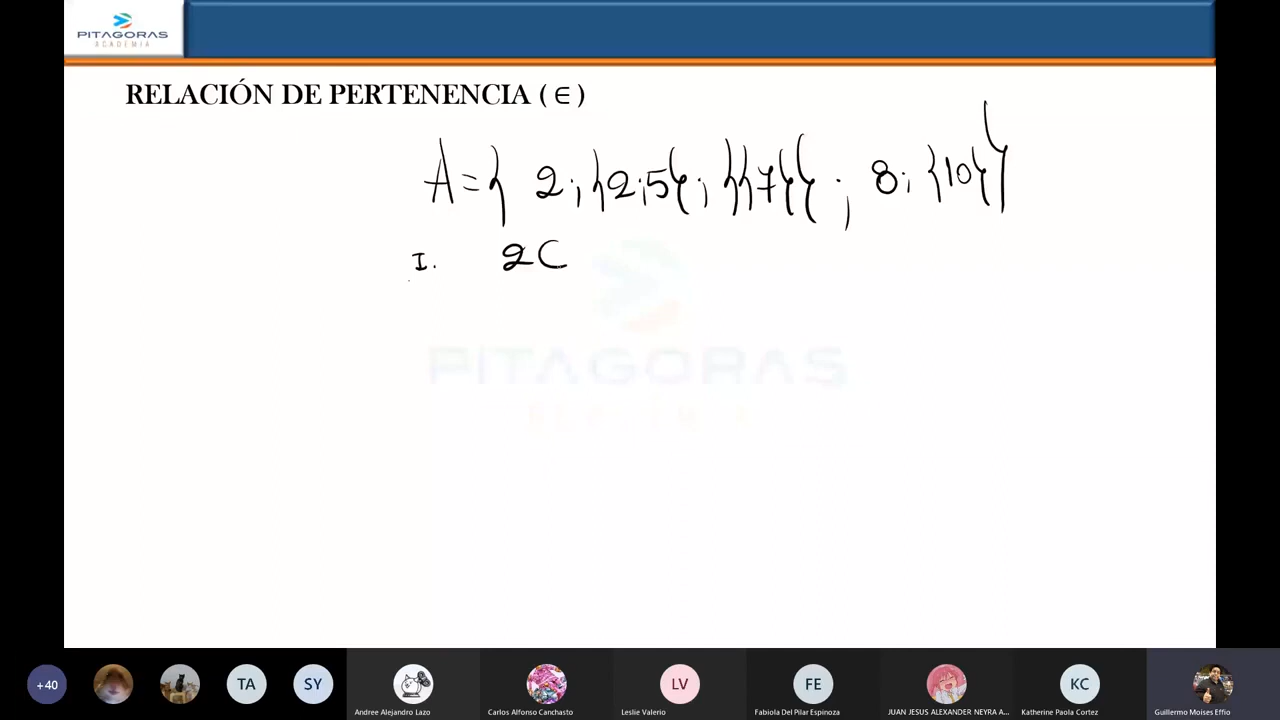 PITAGORAS
ACADEMIA
RELACIÓN DE PERTENENCIA ( ∈ )
A = { 2; {2;5}; {{7}} ; 8; {10}}
I. 2 C
PITAGORAS
+40
TA
SY
LV
FE
KC
Andree Alejandro Lazo
Carlos Alfonso Canchasto
Leslie Valerio
Fabiola Del Pilar Espinoza
JUAN JESUS ALEXANDER NEYRA A...
Katherine Paola Cortez
Guillermo Moises Effio